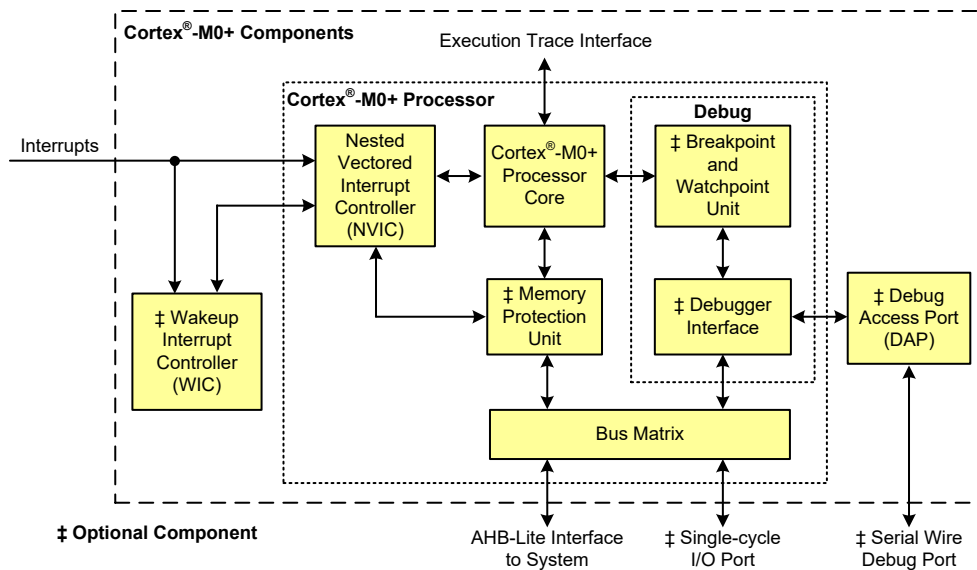 Cortex®-M0+ Components
Execution Trace Interface
Cortex®-M0+ Processor
Debug
Interrupts
Nested
Vectored
Interrupt
Controller
(NVIC)
Cortex®-M0+
Processor
Core
‡ Breakpoint
and
Watchpoint
Unit
‡ Wakeup
Interrupt
Controller
(WIC)
‡ Memory
Protection
Unit
‡ Debugger
Interface
‡ Debug
Access Port
(DAP)
Bus Matrix
‡ Optional Component
AHB-Lite Interface
to System
‡ Single-cycle
I/O Port
‡ Serial Wire
Debug Port